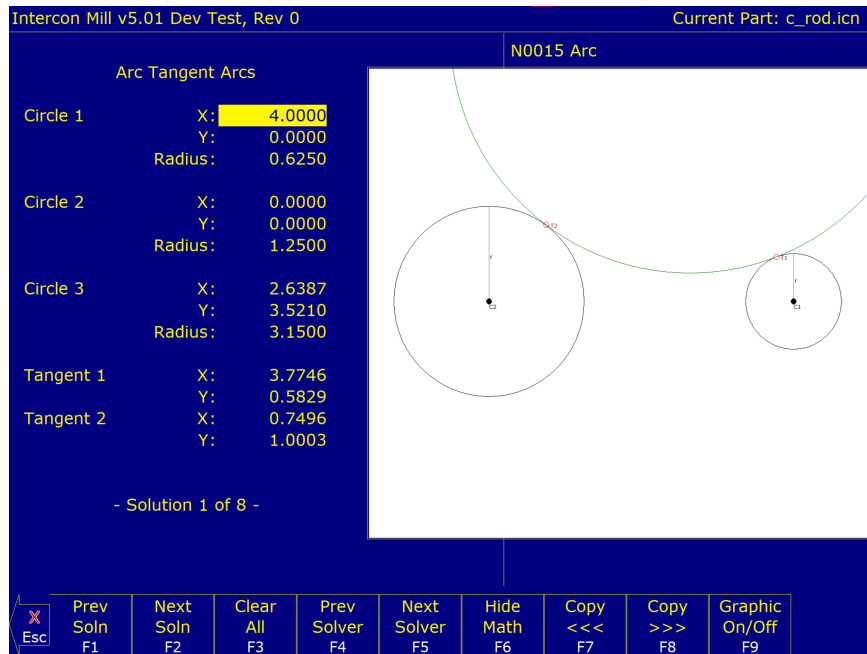 Intercon Mill v5.01 Dev Test, Rev 0
Current Part: c_rod.icn
N0015 Arc
Arc Tangent Arcs
Circle 1 X: 4.0000
Y: 0.0000
Radius: 0.6250
Circle 2 X: 0.0000
Y: 0.0000
Radius: 1.2500
Circle 3 X: 2.6387
Y: 3.5210
Radius: 3.1500
Tangent 1 X: 3.7746
Y: 0.5829
Tangent 2 X: 0.7496
Y: 1.0003
- Solution 1 of 8 -
T2
T1
r
r
C2
C1
X Esc
Prev Soln F1
Next Soln F2
Clear All F3
Prev Solver F4
Next Solver F5
Hide Math F6
Copy <<< F7
Copy >>> F8
Graphic On/Off F9